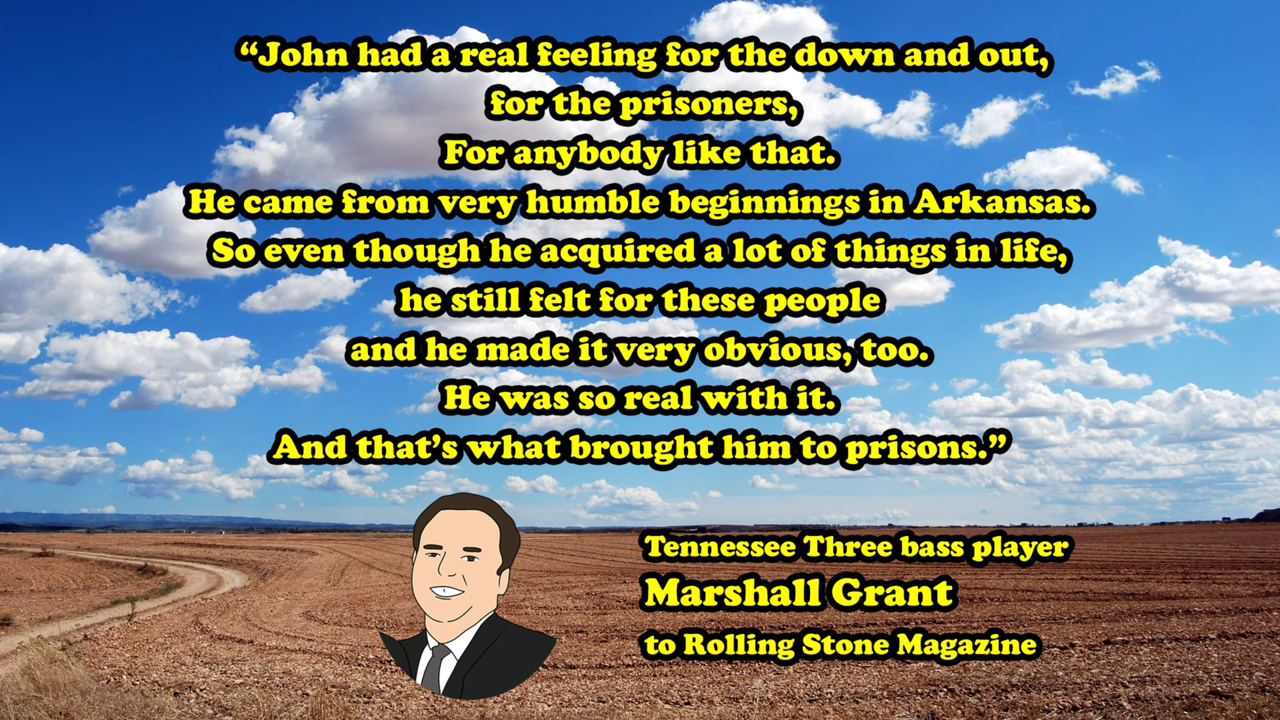 “John had a real feeling for the down and out,
for the prisoners,
For anybody like that.
He came from very humble beginnings in Arkansas.
So even though he acquired a lot of things in life,
he still felt for these people
and he made it very obvious, too.
He was so real with it.
And that’s what brought him to prisons.”
Tennessee Three bass player
Marshall Grant
to Rolling Stone Magazine